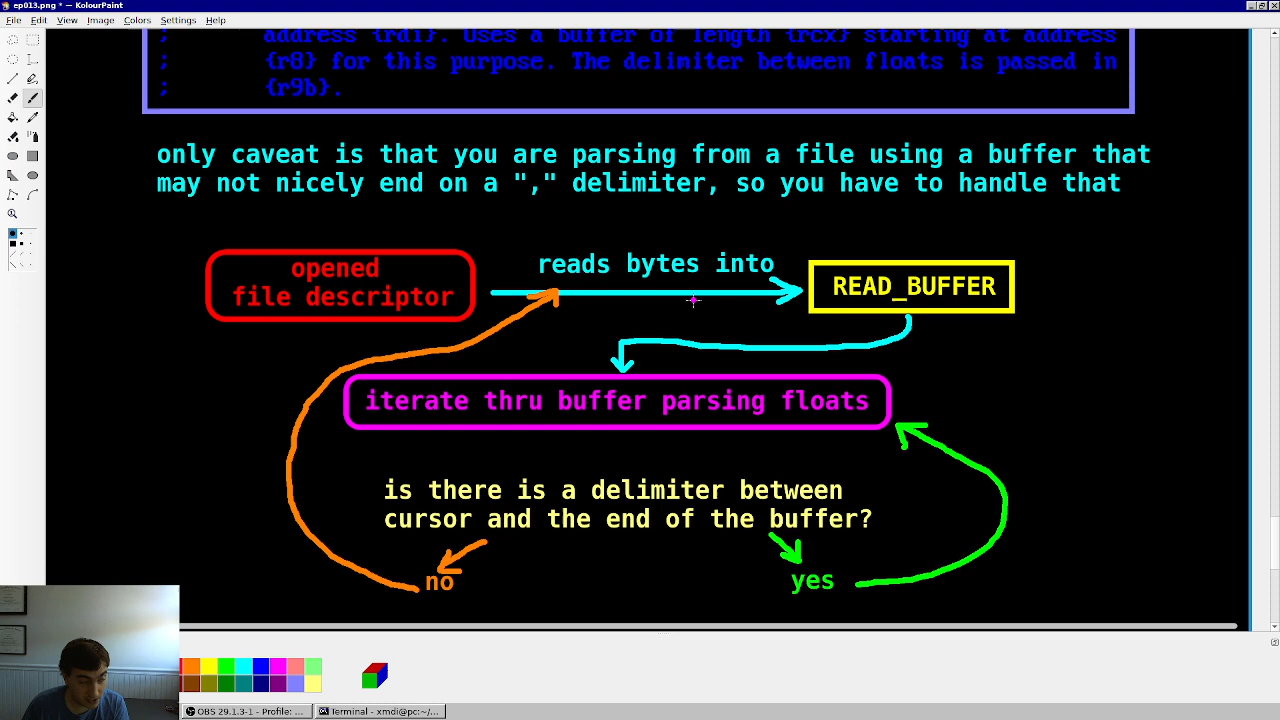 ep013.png * — KolourPaint
File Edit View Image Colors Settings Help
; address {rdi}. Uses a buffer of length {rcx} starting at address
; {r8} for this purpose. The delimiter between floats is passed in
; {r9b}.
only caveat is that you are parsing from a file using a buffer that
may not nicely end on a "," delimiter, so you have to handle that
opened
file descriptor
reads bytes into
READ_BUFFER
iterate thru buffer parsing floats
is there is a delimiter between
cursor and the end of the buffer?
no
yes
OBS 29.1.3-1 - Profile: ...
Terminal - xmdi@pc:~/...